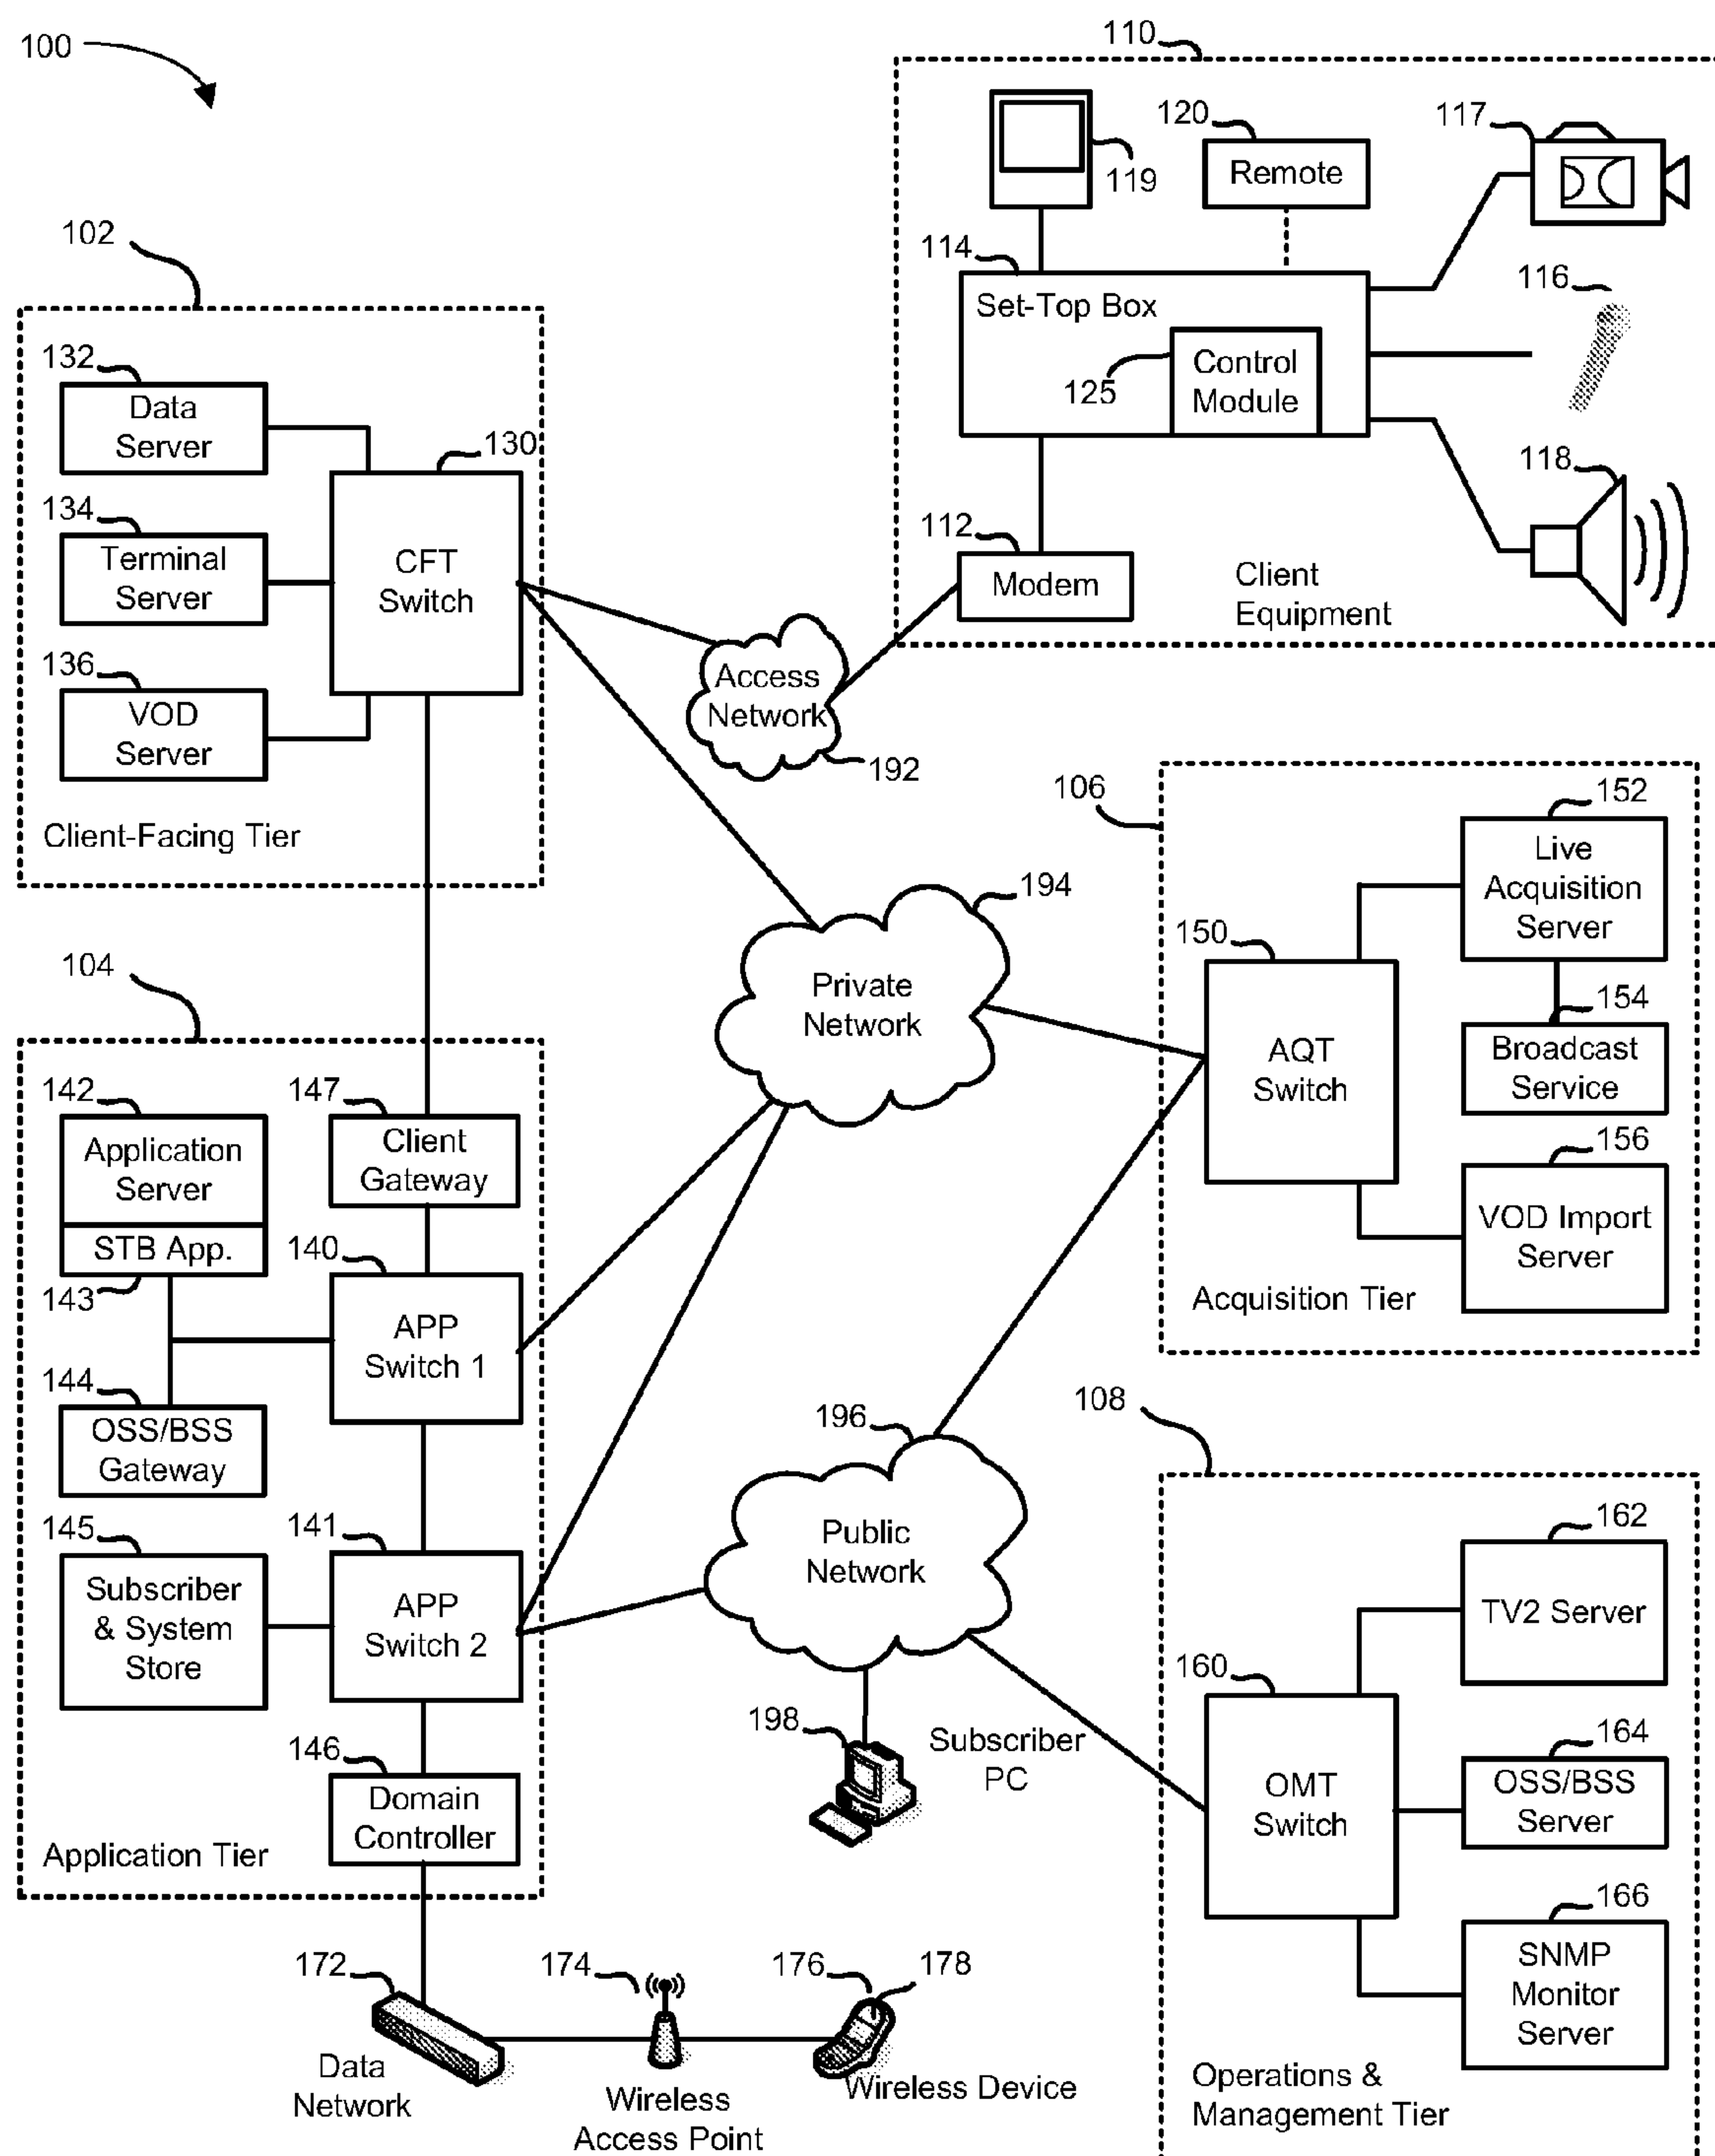 100
110
119
120
Remote
117
114
Set-Top Box
125
Control
Module
116
118
112
Modem
Client
Equipment
102
132
Data
Server
130
134
Terminal
Server
CFT
Switch
136
VOD
Server
Client-Facing Tier
Access
Network
192
194
Private
Network
106
152
Live
Acquisition
Server
150
AQT
Switch
154
Broadcast
Service
156
VOD Import
Server
Acquisition Tier
104
142
Application
Server
STB App.
143
147
Client
Gateway
140
APP
Switch 1
144
OSS/BSS
Gateway
145
Subscriber
& System
Store
141
APP
Switch 2
146
Domain
Controller
Application Tier
196
Public
Network
198
Subscriber
PC
108
162
TV2 Server
160
OMT
Switch
164
OSS/BSS
Server
166
SNMP
Monitor
Server
Operations &
Management Tier
172
Data
Network
174
Wireless
Access Point
176
178
Wireless Device